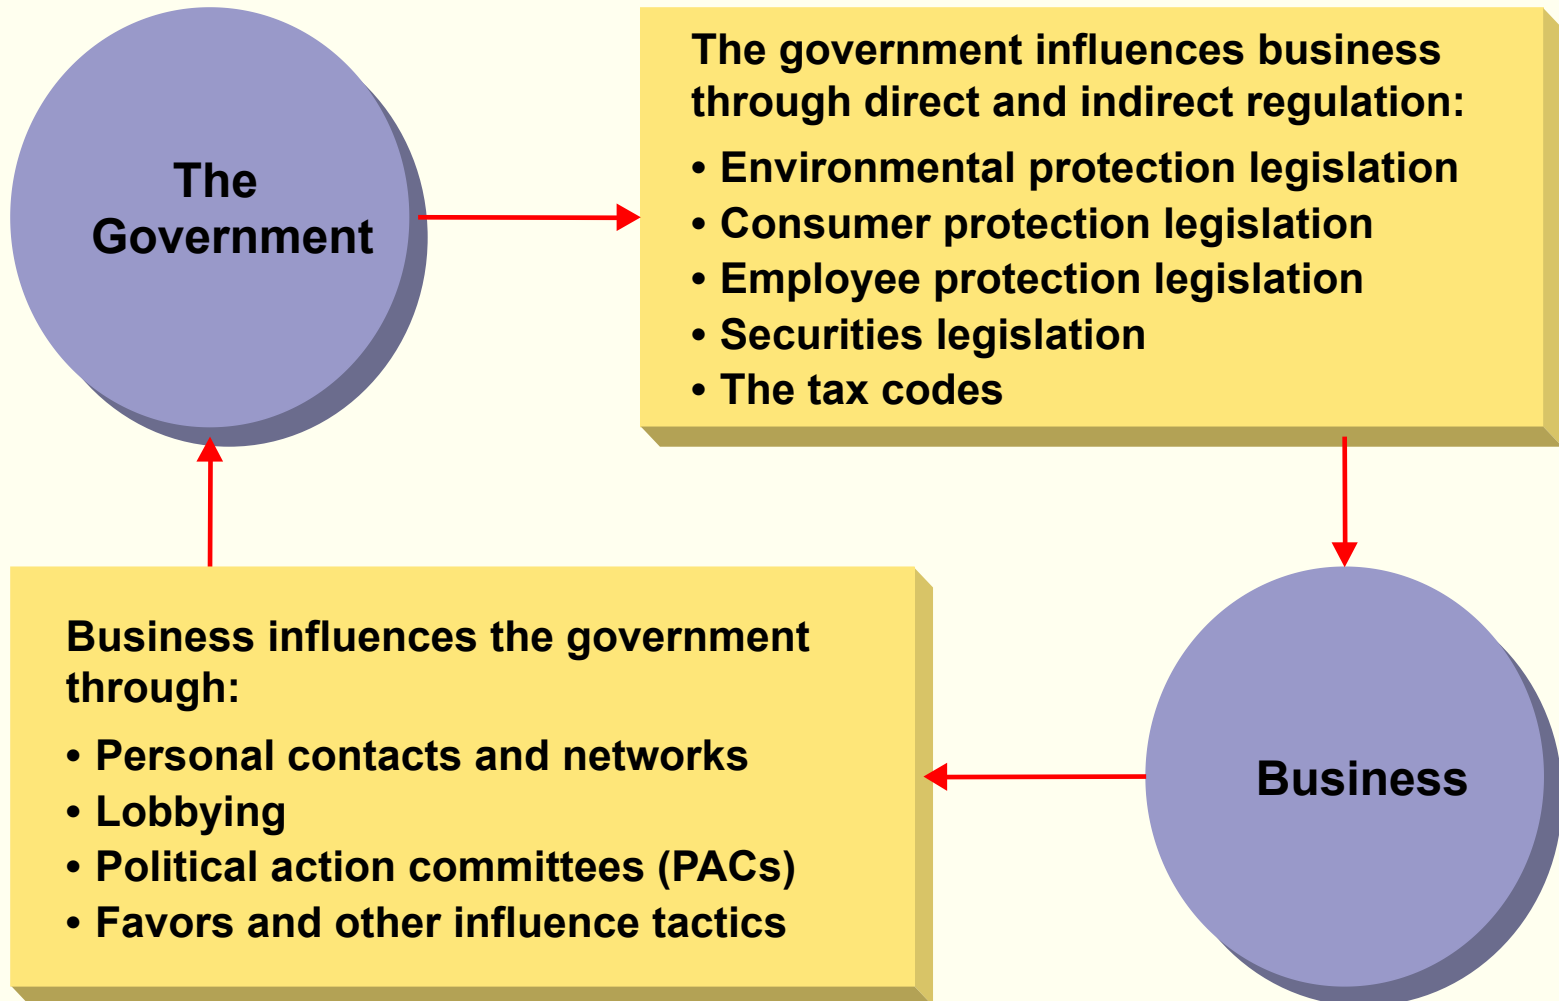 The
Government
The government influences business
through direct and indirect regulation:
• Environmental protection legislation
• Consumer protection legislation
• Employee protection legislation
• Securities legislation
• The tax codes
Business influences the government
through:
• Personal contacts and networks
• Lobbying
• Political action committees (PACs)
• Favors and other influence tactics
Business